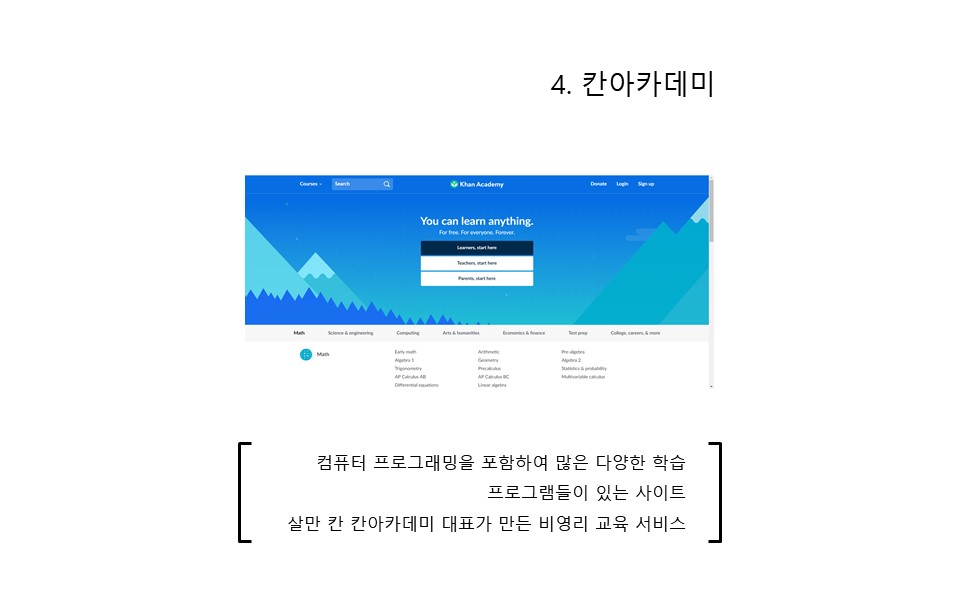 4. 칸아카데미
Courses
Search
Khan Academy
Donate Login Sign up
You can learn anything.
For free. For everyone. Forever.
Learners, start here
Teachers, start here
Parents, start here
Math Science & engineering Computing Arts & humanities Economics & finance Test prep College, careers, & more
Math
Early math Arithmetic Pre-algebra
Algebra 1 Geometry Algebra 2
Trigonometry Precalculus Statistics & probability
AP Calculus AB AP Calculus BC Multivariable calculus
Differential equations Linear algebra
컴퓨터 프로그래밍을 포함하여 많은 다양한 학습
프로그램들이 있는 사이트
살만 칸 칸아카데미 대표가 만든 비영리 교육 서비스